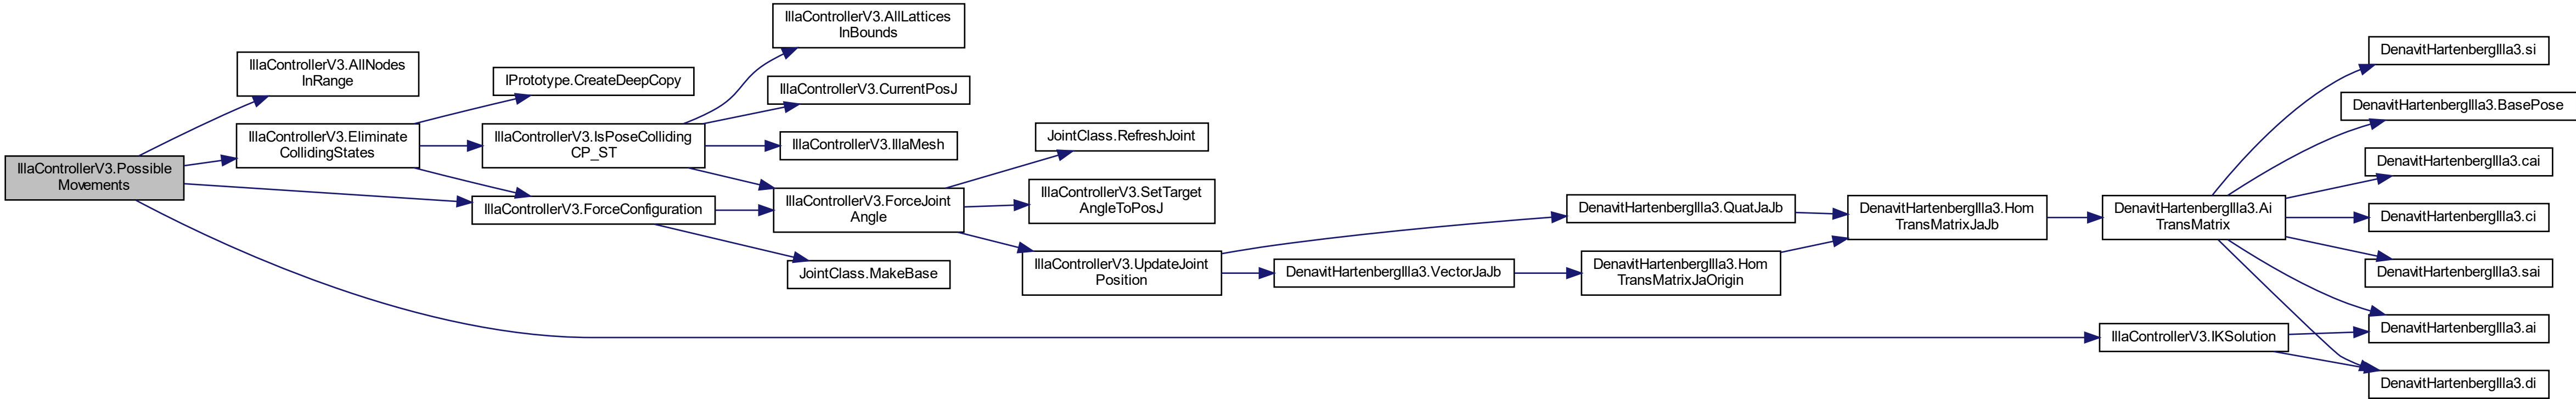 IllaControllerV3.Possible
Movements
IllaControllerV3.AllNodes
InRange
IllaControllerV3.Eliminate
CollidingStates
IPrototype.CreateDeepCopy
IllaControllerV3.IsPoseColliding
CP_ST
IllaControllerV3.ForceConfiguration
IllaControllerV3.AllLattices
InBounds
IllaControllerV3.CurrentPosJ
IllaControllerV3.IllaMesh
IllaControllerV3.ForceJoint
Angle
JointClass.MakeBase
JointClass.RefreshJoint
IllaControllerV3.SetTarget
AngleToPosJ
IllaControllerV3.UpdateJoint
Position
DenavitHartenbergIlla3.VectorJaJb
DenavitHartenbergIlla3.QuatJaJb
DenavitHartenbergIlla3.Hom
TransMatrixJaOrigin
DenavitHartenbergIlla3.Hom
TransMatrixJaJb
DenavitHartenbergIlla3.Ai
TransMatrix
IllaControllerV3.IKSolution
DenavitHartenbergIlla3.si
DenavitHartenbergIlla3.BasePose
DenavitHartenbergIlla3.cai
DenavitHartenbergIlla3.ci
DenavitHartenbergIlla3.sai
DenavitHartenbergIlla3.ai
DenavitHartenbergIlla3.di